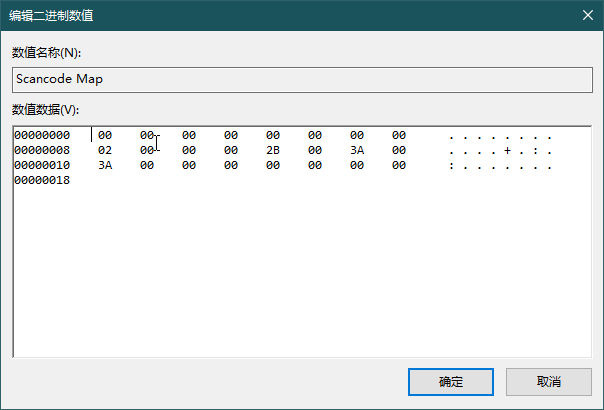 编辑二进制数值
数值名称(N):
Scancode Map
数值数据(V):
00000000 00 00 00 00 00 00 00 00 . . . . . . . .
00000008 02 00 00 00 2B 00 3A 00 . . . . + . : .
00000010 3A 00 00 00 00 00 00 00 : . . . . . . .
00000018
确定 取消